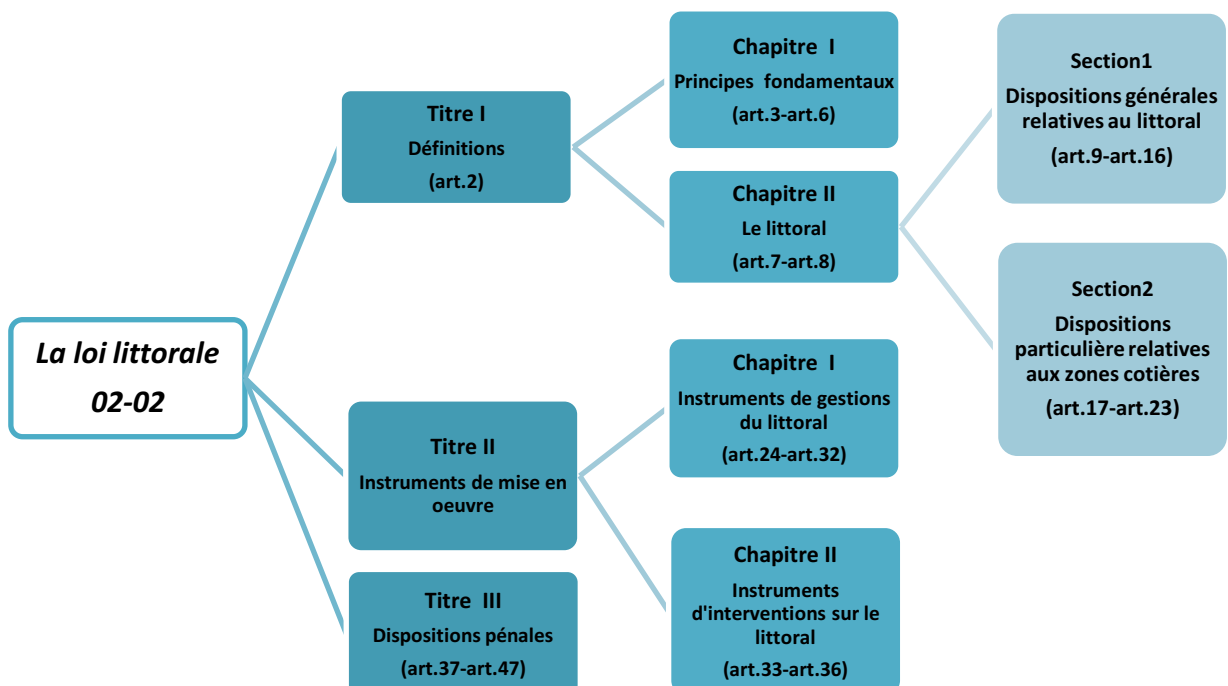 La loi littorale
02-02
Titre I
Définitions
(art.2)
Chapitre I
Principes fondamentaux
(art.3-art.6)
Chapitre II
Le littoral
(art.7-art.8)
Section1
Dispositions générales
relatives au littoral
(art.9-art.16)
Section2
Dispositions
particulière relatives
aux zones cotières
(art.17-art.23)
Titre II
Instruments de mise en
oeuvre
Chapitre I
Instruments de gestions
du littoral
(art.24-art.32)
Chapitre II
Instruments
d'interventions sur le
littoral
(art.33-art.36)
Titre III
Dispositions pénales
(art.37-art.47)